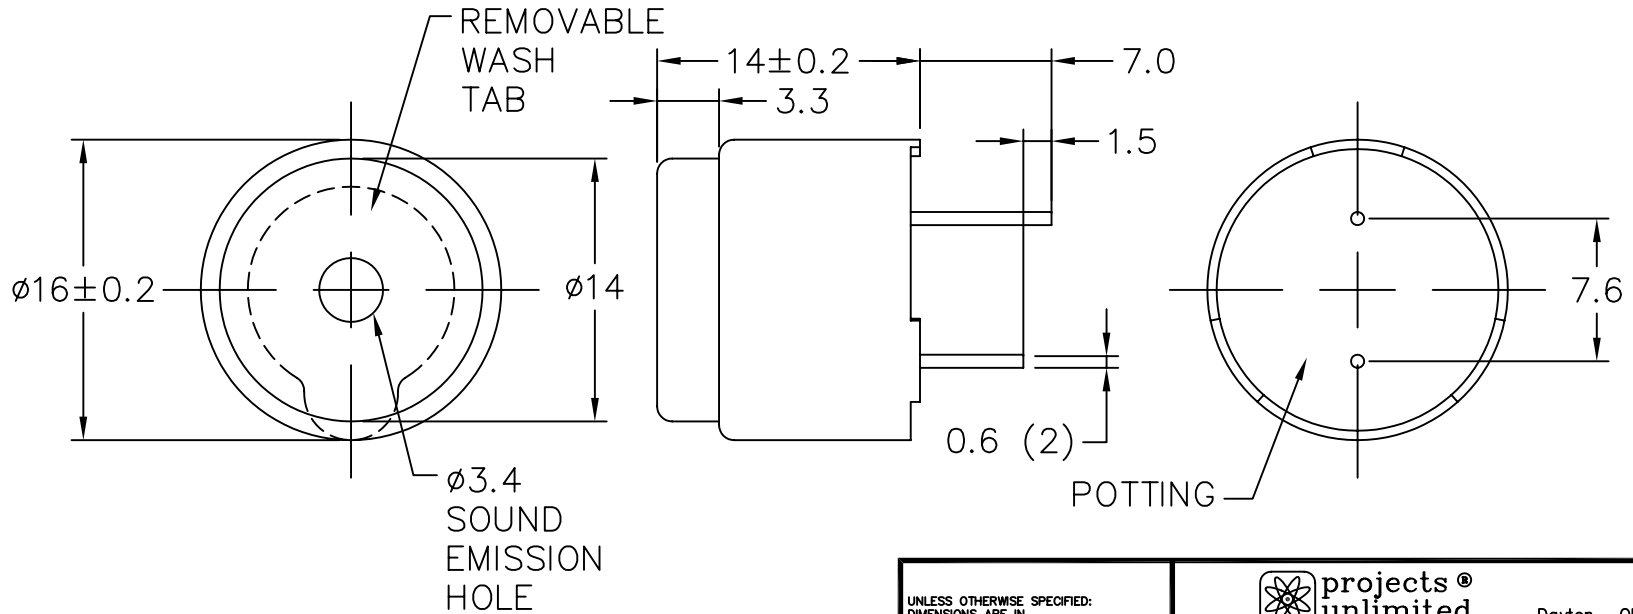 REMOVABLE
WASH
TAB
14±0.2
7.0
3.3
1.5
ø16±0.2
ø14
7.6
0.6 (2)
ø3.4
SOUND
EMISSION
HOLE
POTTING
UNLESS OTHERWISE SPECIFIED:
DIMENSIONS ARE IN
projects ®
unlimited
Dayton,